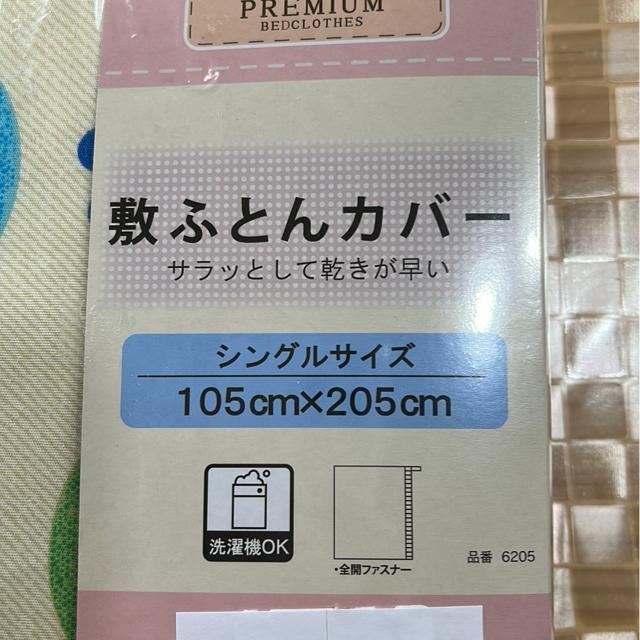 PREMIUM
BEDCLOTHES
敷ふとんカバー
サラッとして乾きが早い
シングルサイズ
105cm×205cm
洗濯機OK
・全開ファスナー
品番 6205